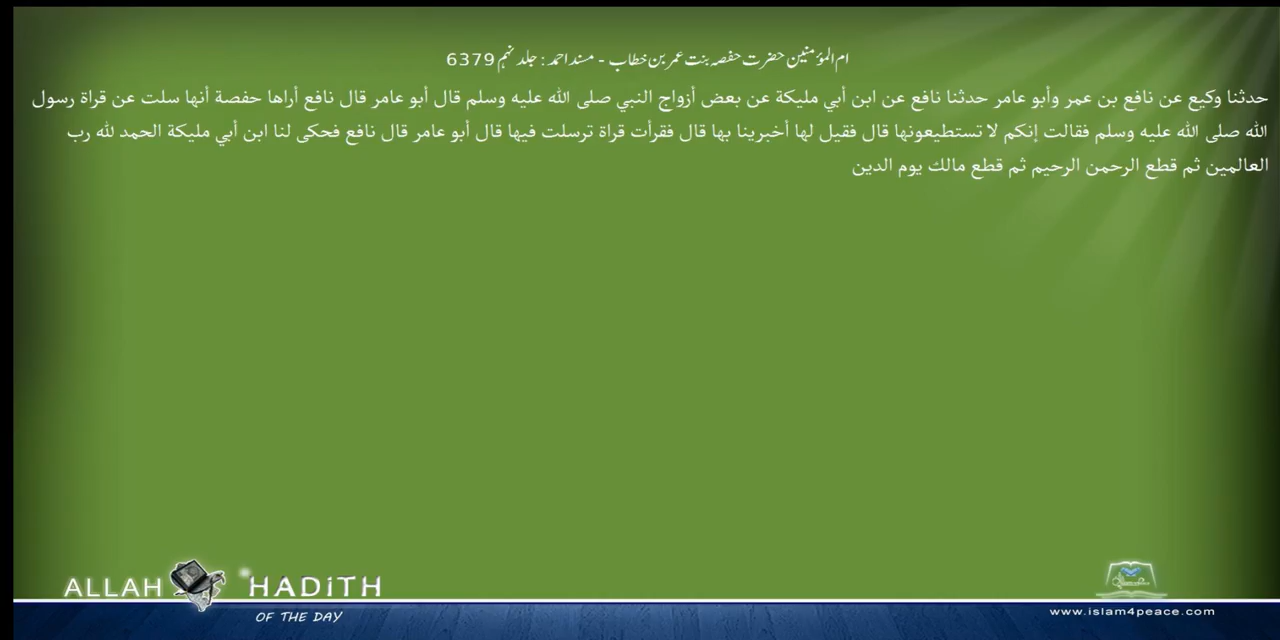 ام المؤمنین حضرت حفصہ بنت عمر بن خطاب - مسند احمد : جلد نہم 6379
حدثنا وكيع عن نافع بن عمر وأبو عامر حدثنا نافع عن ابن أبي مليكة عن بعض أزواج النبي صلى الله عليه وسلم قال أبو عامر قال نافع أراها حفصة أنها سلت عن قراة رسول
الله صلى الله عليه وسلم فقالت إنكم لا تستطيعونها قال فقيل لها أخبرينا بها قال فقرأت قراة ترسلت فيها قال أبو عامر قال نافع فحكى لنا ابن أبي مليكة الحمد لله رب
العالمين ثم قطع الرحمن الرحيم ثم قطع مالك يوم الدين
ALLAH HADITH
OF THE DAY
www.islam4peace.com